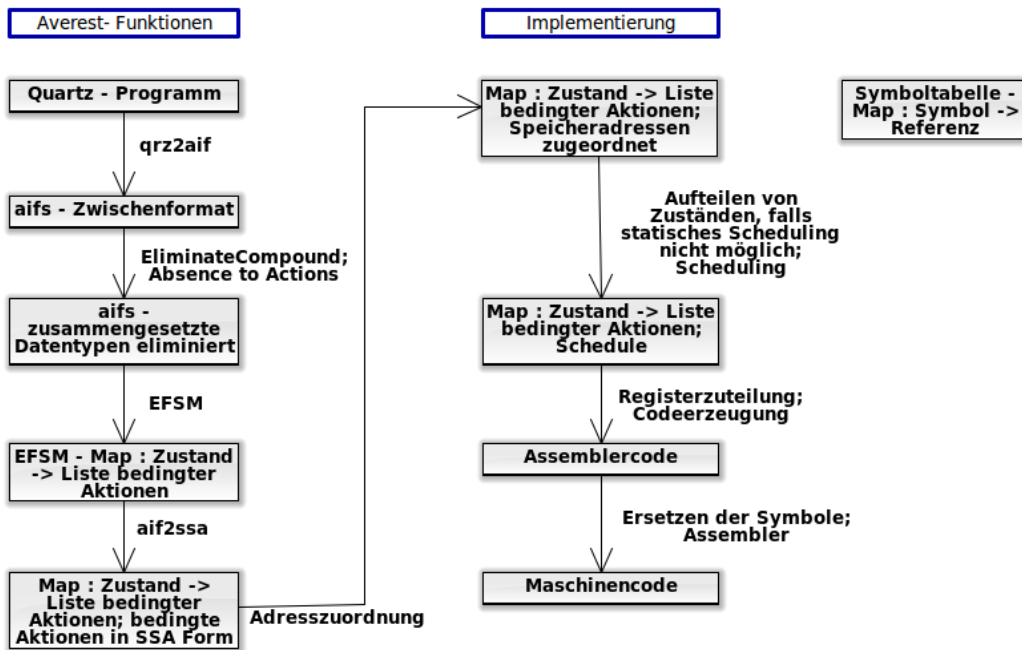 Averest- Funktionen
Quartz - Programm
qrz2aif
aifs - Zwischenformat
EliminateCompound;
Absence to Actions
aifs -
zusammengesetzte
Datentypen eliminiert
EFSM
EFSM - Map : Zustand
-> Liste bedingter
Aktionen
aif2ssa
Map : Zustand ->
Liste bedingter
Aktionen; bedingte
Aktionen in SSA Form
Adresszuordnung
Implementierung
Map : Zustand -> Liste
bedingter Aktionen;
Speicheradressen
zugeordnet
Aufteilen von
Zuständen, falls
statisches Scheduling
nicht möglich;
Scheduling
Map : Zustand -> Liste
bedingter Aktionen;
Schedule
Registerzuteilung;
Codeerzeugung
Assemblercode
Ersetzen der Symbole;
Assembler
Maschinencode
Symboltabelle -
Map : Symbol ->
Referenz